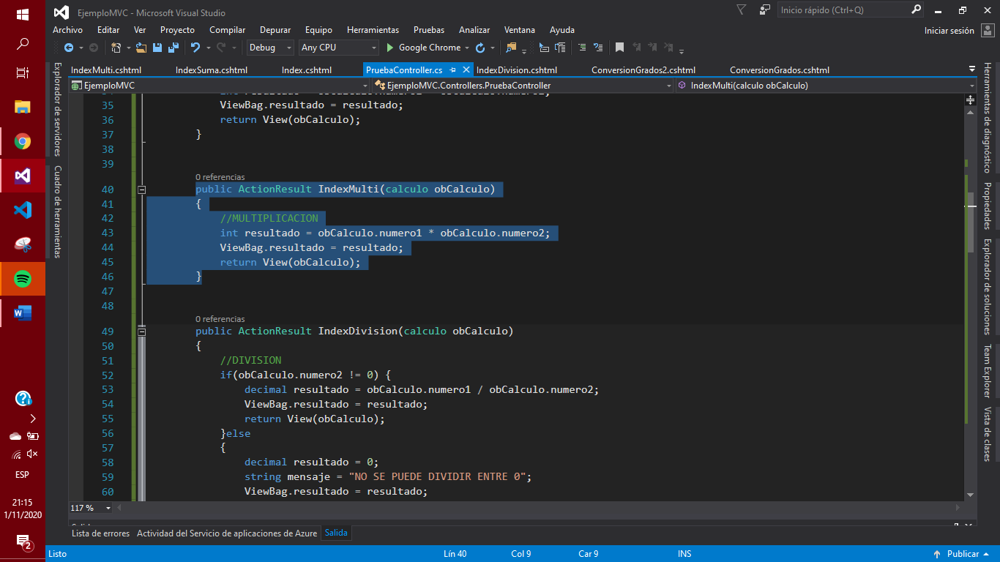 EjemploMVC - Microsoft Visual Studio
Inicio rápido (Ctrl+Q)
Archivo Editar Ver Proyecto Compilar Depurar Equipo Herramientas Pruebas Analizar Ventana Ayuda
Iniciar sesión
Debug Any CPU Google Chrome
IndexMulti.cshtml IndexSuma.cshtml Index.cshtml PruebaController.cs IndexDivision.cshtml ConversionGrados2.cshtml ConversionGrados.cshtml
EjemploMVC EjemploMVC.Controllers.PruebaController IndexMulti(calculo obCalculo)
Explorador de servidores
Cuadro de herramientas
35 ViewBag.resultado = resultado;
36 return View(obCalculo);
37 }
38
39
0 referencias
40 public ActionResult IndexMulti(calculo obCalculo)
41 {
42 //MULTIPLICACION
43 int resultado = obCalculo.numero1 * obCalculo.numero2;
44 ViewBag.resultado = resultado;
45 return View(obCalculo);
46 }
47
48
0 referencias
49 public ActionResult IndexDivision(calculo obCalculo)
50 {
51 //DIVISION
52 if(obCalculo.numero2 != 0) {
53 decimal resultado = obCalculo.numero1 / obCalculo.numero2;
54 ViewBag.resultado = resultado;
55 return View(obCalculo);
56 }else
57 {
58 decimal resultado = 0;
59 string mensaje = "NO SE PUEDE DIVIDIR ENTRE 0";
60 ViewBag.resultado = resultado;
Herramientas de diagnóstico
Propiedades
Explorador de soluciones
Team Explorer
Vista de clases
117 %
Lista de errores Actividad del Servicio de aplicaciones de Azure Salida
Listo Lín 40 Col 9 Car 9 INS Publicar
ESP
21:15
1/11/2020
2